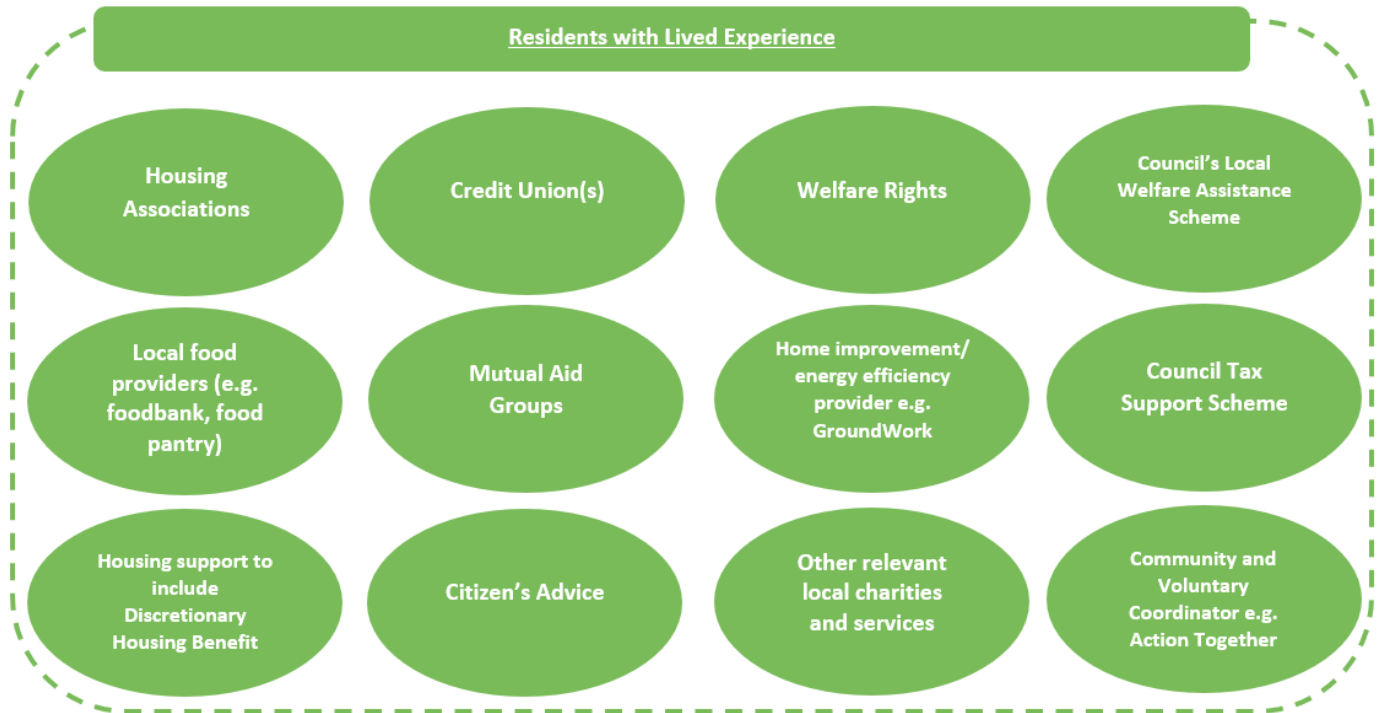 Residents with Lived Experience
Housing
Associations
Credit Union(s)
Welfare Rights
Council’s Local
Welfare Assistance
Scheme
Local food
providers (e.g.
foodbank, food
pantry)
Mutual Aid
Groups
Home improvement/
energy efficiency
provider e.g.
GroundWork
Council Tax
Support Scheme
Housing support to
include
Discretionary
Housing Benefit
Citizen’s Advice
Other relevant
local charities
and services
Community and
Voluntary
Coordinator e.g.
Action Together